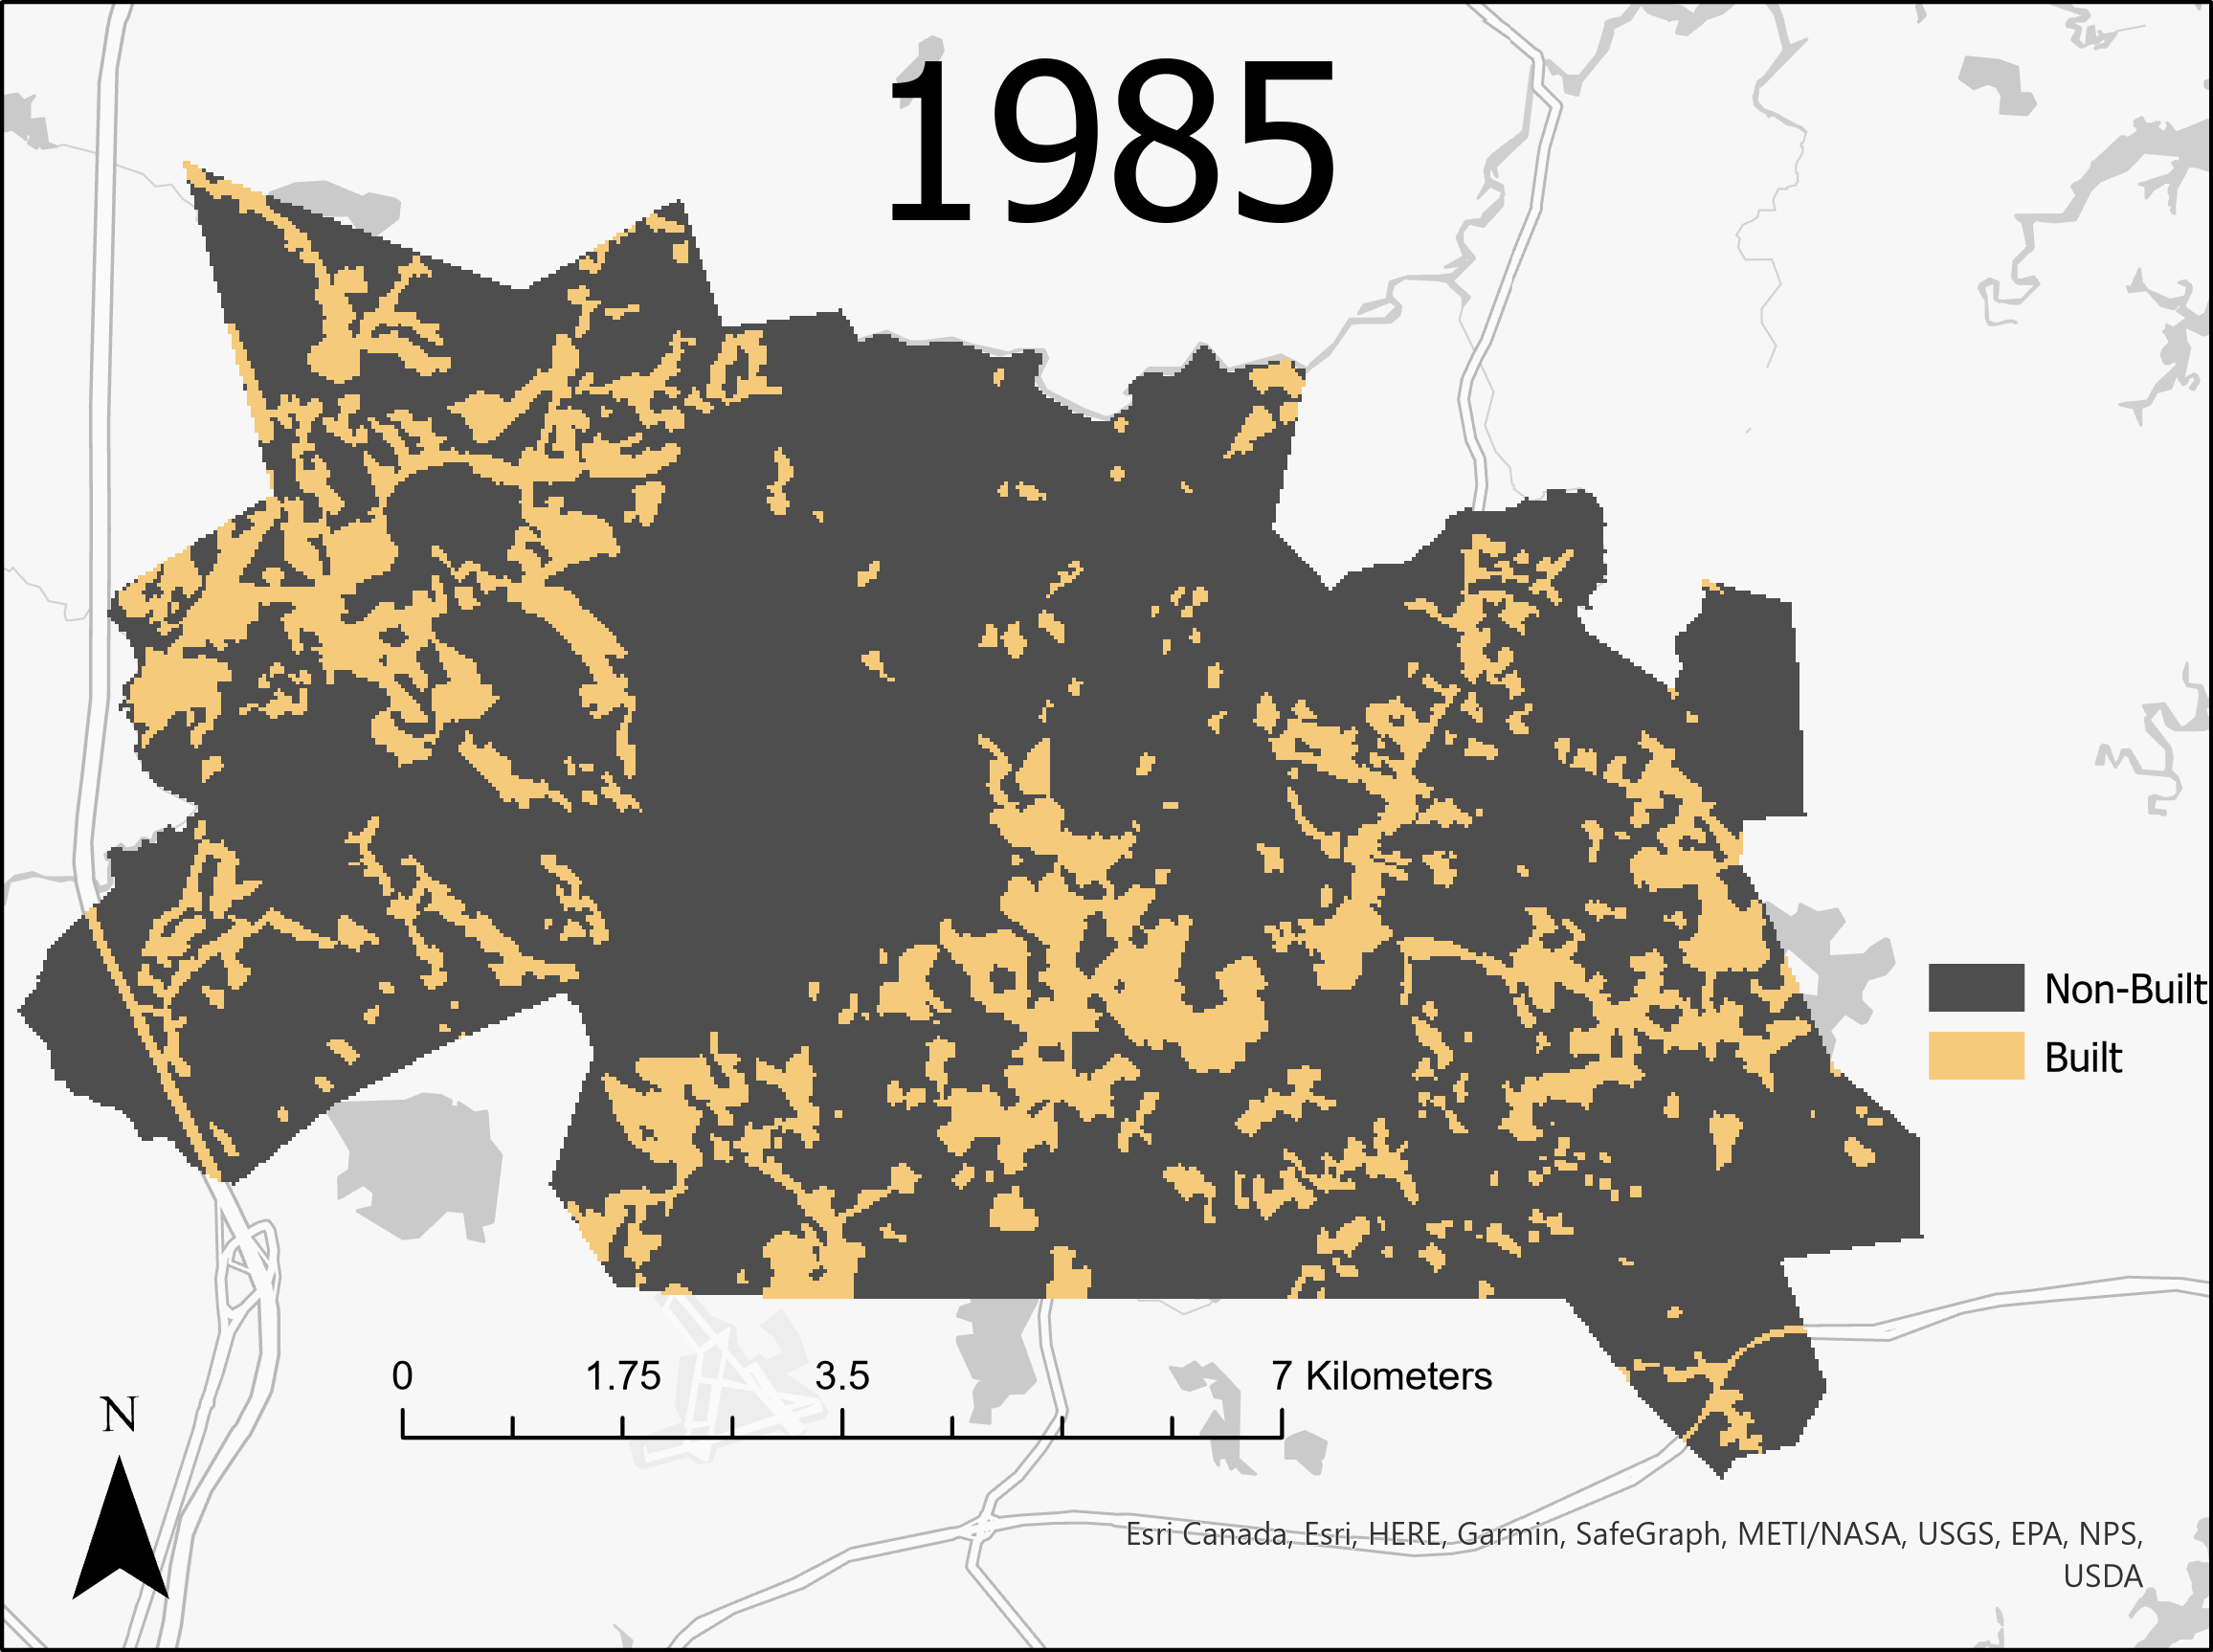 1985
Non-Built
Built
0 1.75 3.5 7 Kilometers
N
Esri Canada, Esri, HERE, Garmin, SafeGraph, METI/NASA, USGS, EPA, NPS,
USDA